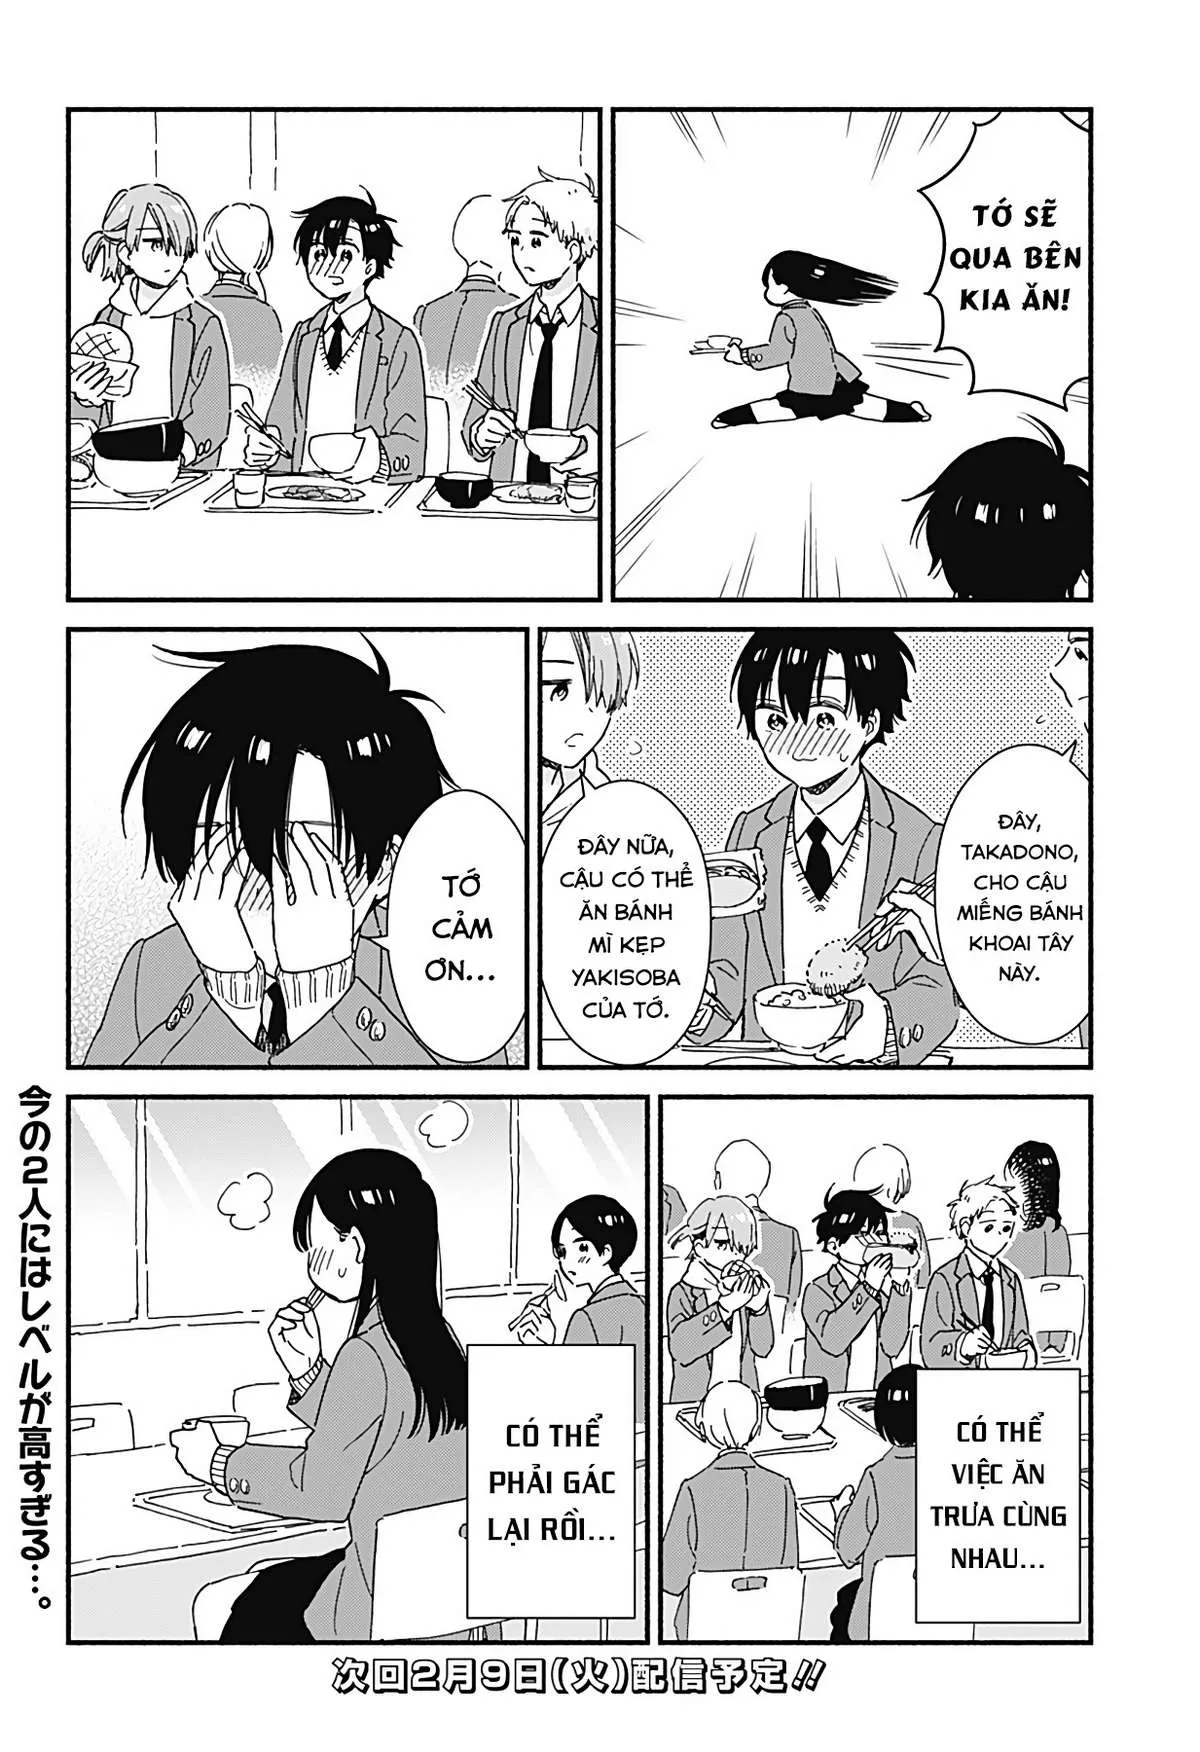 TỚ SẼ
QUA BÊN
KIA ĂN!
ĐÂY,
TAKADONO,
CHO CẬU
MIẾNG BÁNH
KHOAI TÂY
NÀY.
ĐÂY NỮA,
CẬU CÓ THỂ
ĂN BÁNH
MÌ KẸP
YAKISOBA
CỦA TỚ.
TỚ
CẢM
ƠN...
CÓ THỂ
VIỆC ĂN
TRƯA CÙNG
NHAU...
CÓ THỂ
PHẢI GÁC
LẠI RỒI...
今の2人にはレベルが高すぎる…。
次回2月9日(火)配信予定!!